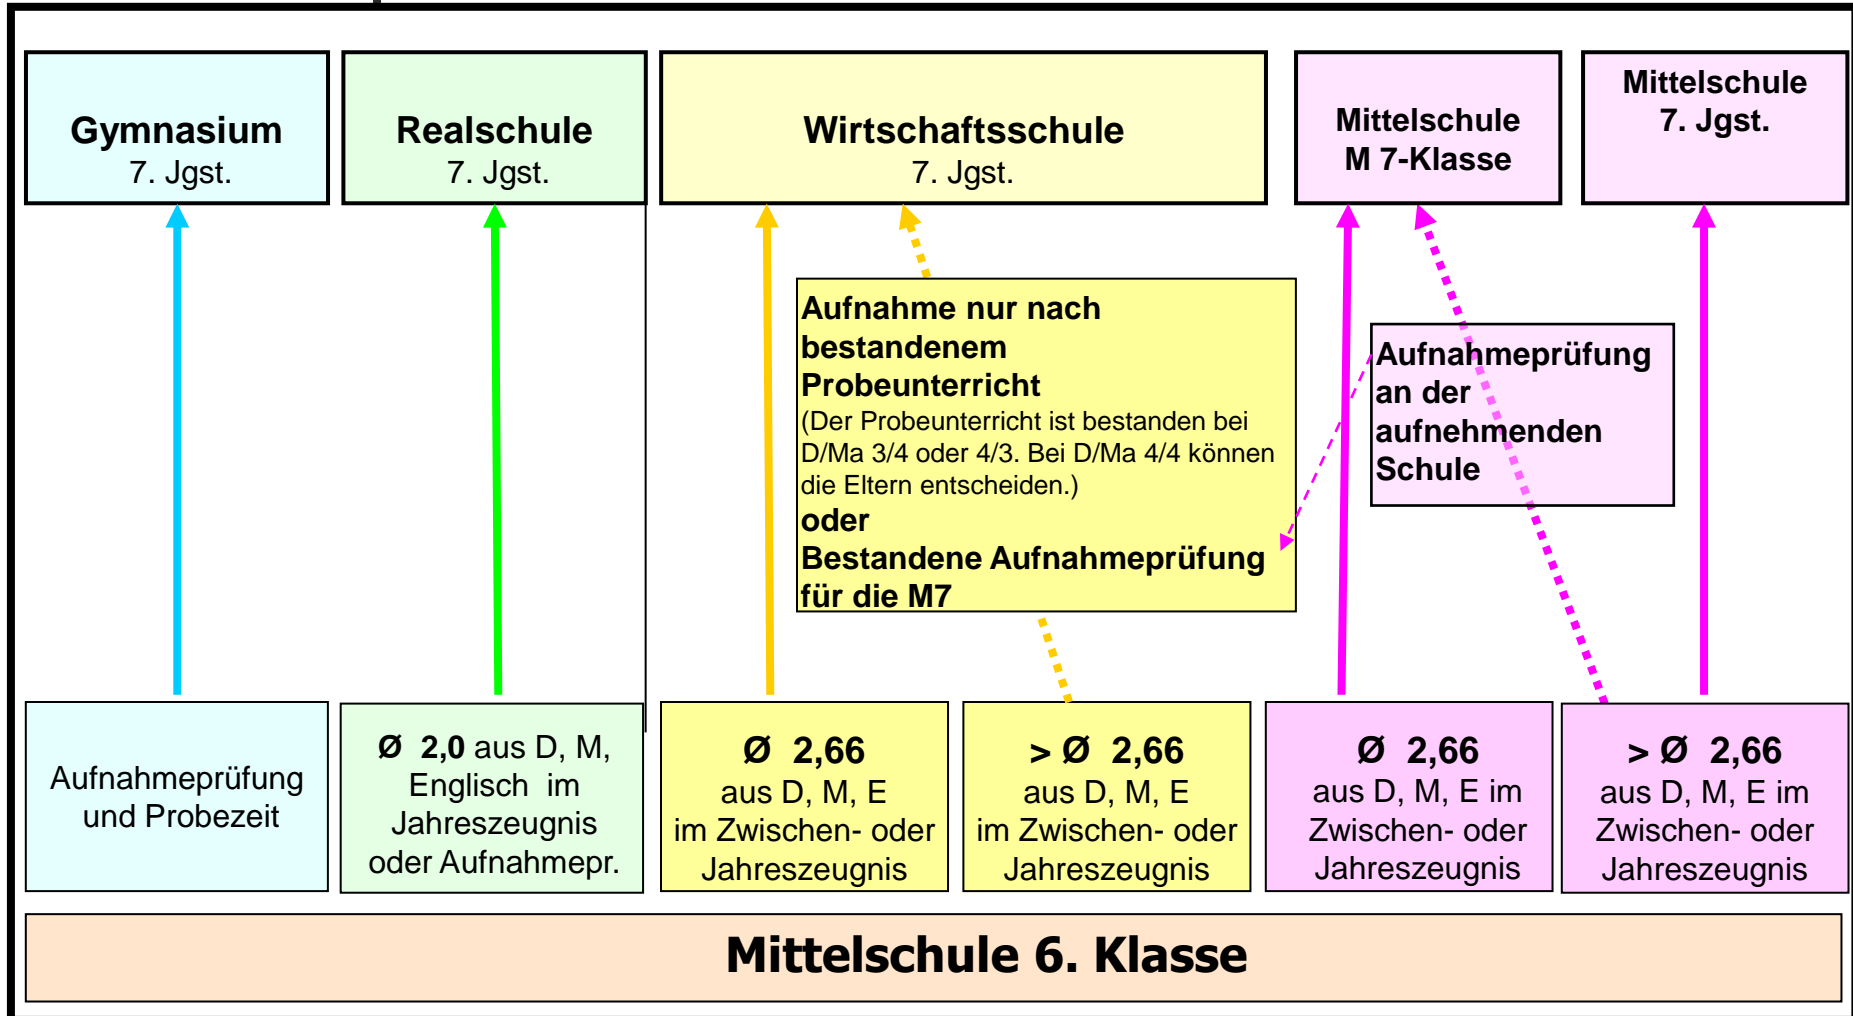 Gymnasium
7. Jgst.
Realschule
7. Jgst.
Wirtschaftsschule
7. Jgst.
Mittelschule
M 7-Klasse
Mittelschule
7. Jgst.
Aufnahme nur nach
bestandenem
Probeunterricht
(Der Probeunterricht ist bestanden bei
D/Ma 3/4 oder 4/3. Bei D/Ma 4/4 können
die Eltern entscheiden.)
oder
Bestandene Aufnahmeprüfung
für die M7
Aufnahmeprüfung
an der
aufnehmenden
Schule
Aufnahmeprüfung
und Probezeit
Ø 2,0 aus D, M,
Englisch im
Jahreszeugnis
oder Aufnahmepr.
Ø 2,66
aus D, M, E
im Zwischen- oder
Jahreszeugnis
> Ø 2,66
aus D, M, E
im Zwischen- oder
Jahreszeugnis
Ø 2,66
aus D, M, E im
Zwischen- oder
Jahreszeugnis
> Ø 2,66
aus D, M, E im
Zwischen- oder
Jahreszeugnis
Mittelschule 6. Klasse